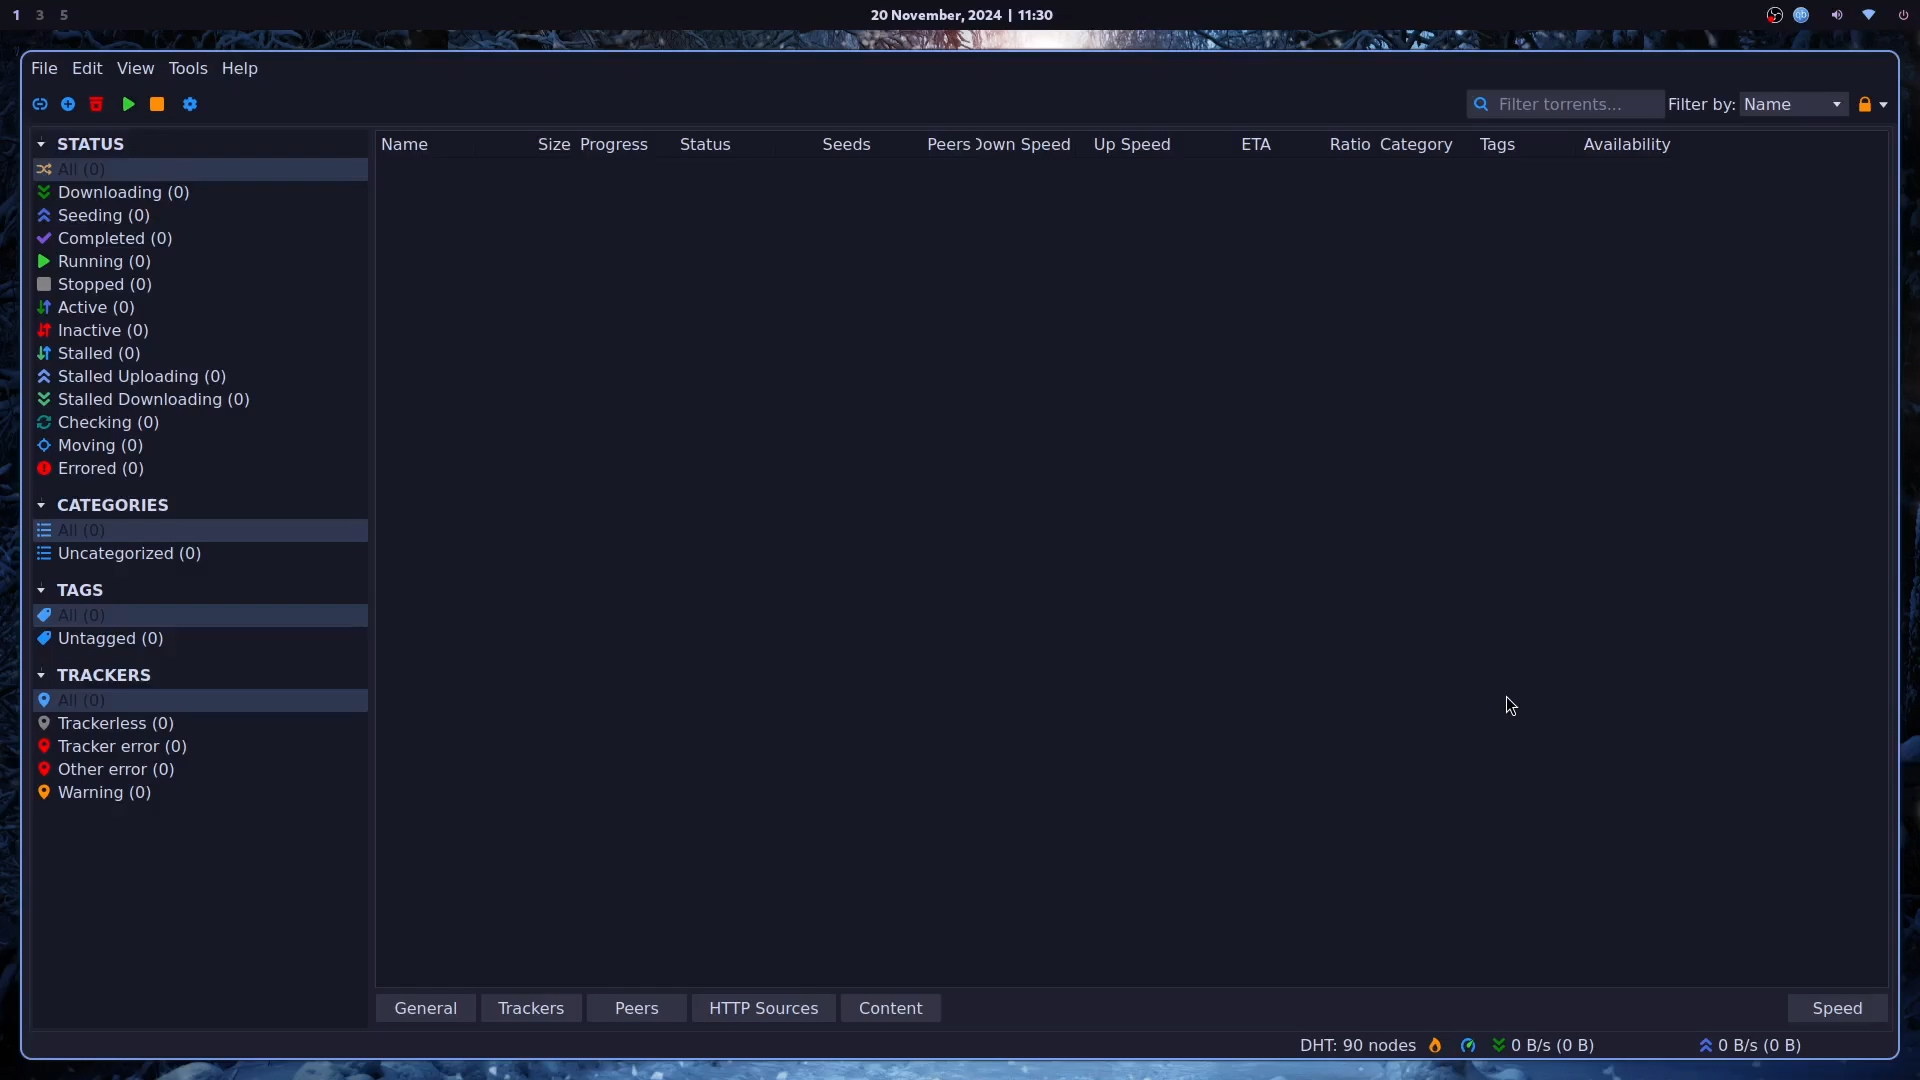 1 3 5 20 November, 2024 | 11:30
File Edit View Tools Help
Filter torrents... Filter by: Name
STATUS
All (0)
Downloading (0)
Seeding (0)
Completed (0)
Running (0)
Stopped (0)
Active (0)
Inactive (0)
Stalled (0)
Stalled Uploading (0)
Stalled Downloading (0)
Checking (0)
Moving (0)
Errored (0)
CATEGORIES
All (0)
Uncategorized (0)
TAGS
All (0)
Untagged (0)
TRACKERS
All (0)
Trackerless (0)
Tracker error (0)
Other error (0)
Warning (0)
Name Size Progress Status Seeds Peers Down Speed Up Speed ETA Ratio Category Tags Availability
General Trackers Peers HTTP Sources Content Speed
DHT: 90 nodes 0 B/s (0 B) 0 B/s (0 B)